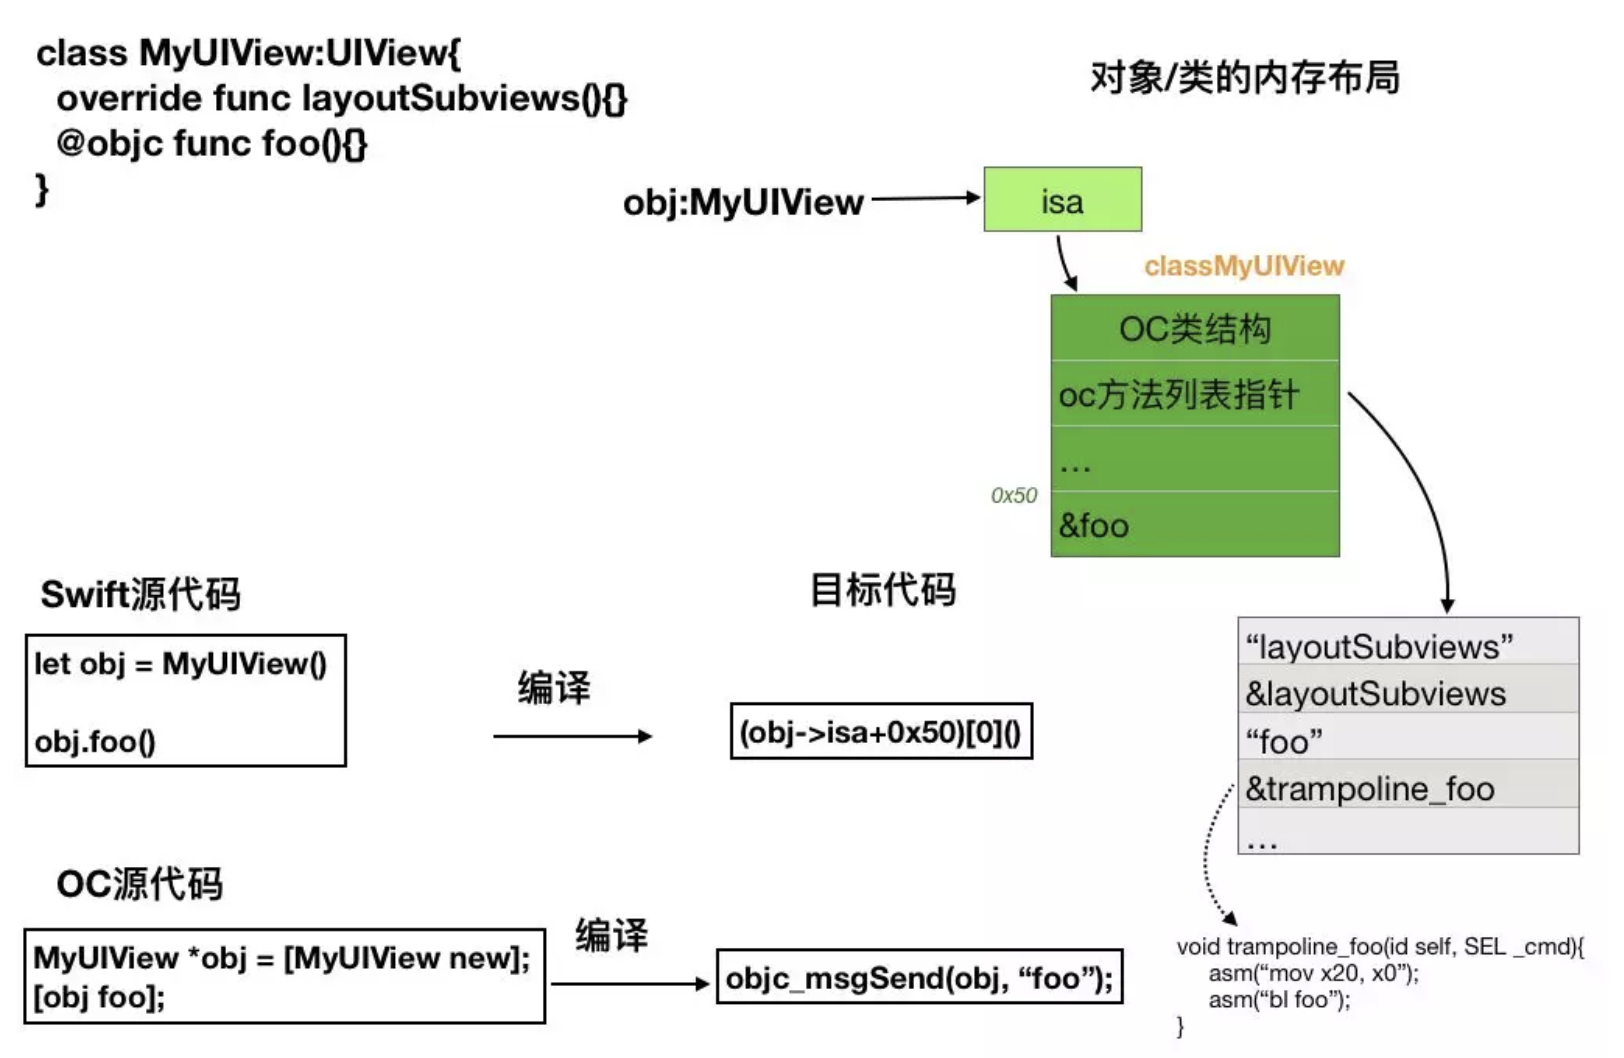 class MyUIView:UIView{
override func layoutSubviews(){}
@objc func foo(){}
}
对象/类的内存布局
obj:MyUIView
isa
classMyUIView
OC类结构
oc方法列表指针
...
0x50
&foo
Swift源代码
let obj = MyUIView()
obj.foo()
编译
目标代码
(obj->isa+0x50)[0]()
“layoutSubviews”
&layoutSubviews
“foo”
&trampoline_foo
...
OC源代码
MyUIView *obj = [MyUIView new];
[obj foo];
编译
objc_msgSend(obj, “foo”);
void trampoline_foo(id self, SEL _cmd){
asm(“mov x20, x0”);
asm(“bl foo”);
}